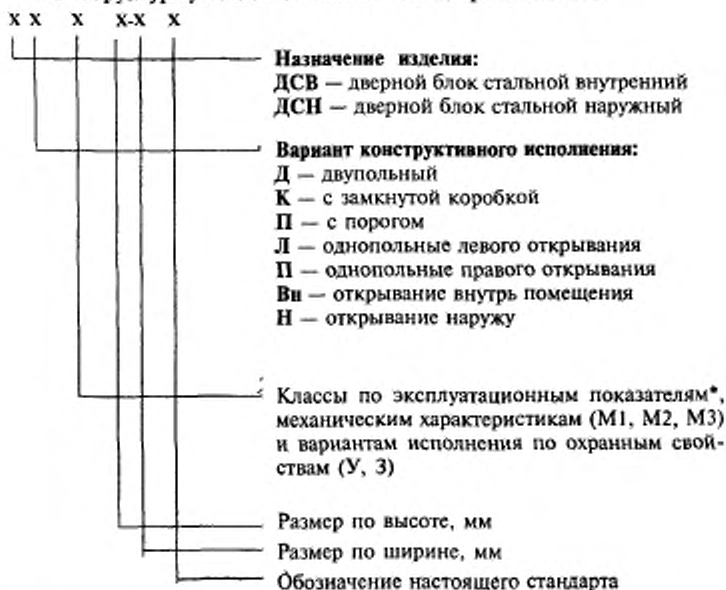 Х Х Х Х-Х Х
Назначение изделия:
ДСВ — дверной блок стальной внутренний
ДСН — дверной блок стальной наружный
Вариант конструктивного исполнения:
Д — двупольный
К — с замкнутой коробкой
П — с порогом
Л — однопольные левого открывания
П — однопольные правого открывания
Вн — открывание внутрь помещения
Н — открывание наружу
Классы по эксплуатационным показателям*,
механическим характеристикам (М1, М2, М3)
и вариантам исполнения по охранным свой-
ствам (У, З)
Размер по высоте, мм
Размер по ширине, мм
Обозначение настоящего стандарта